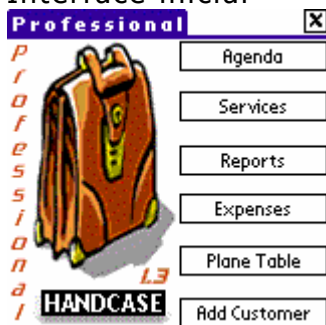 Interface inicial
Professional
Professional
1.3
HANDCASE
Agenda
Services
Reports
Expenses
Plane Table
Add Customer